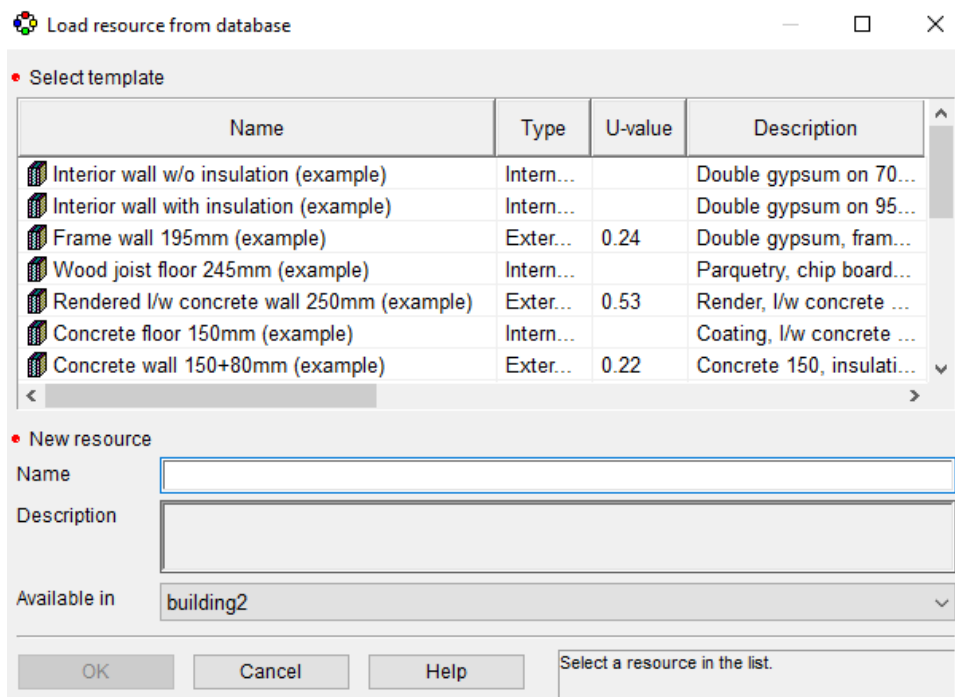 Load resource from database
Select template
Name Type U-value Description
Interior wall w/o insulation (example) Intern... Double gypsum on 70...
Interior wall with insulation (example) Intern... Double gypsum on 95...
Frame wall 195mm (example) Exter... 0.24 Double gypsum, fram...
Wood joist floor 245mm (example) Intern... Parquetry, chip board...
Rendered l/w concrete wall 250mm (example) Exter... 0.53 Render, l/w concrete ...
Concrete floor 150mm (example) Intern... Coating, l/w concrete ...
Concrete wall 150+80mm (example) Exter... 0.22 Concrete 150, insulati...
New resource
Name
Description
Available in building2
OK Cancel Help Select a resource in the list.